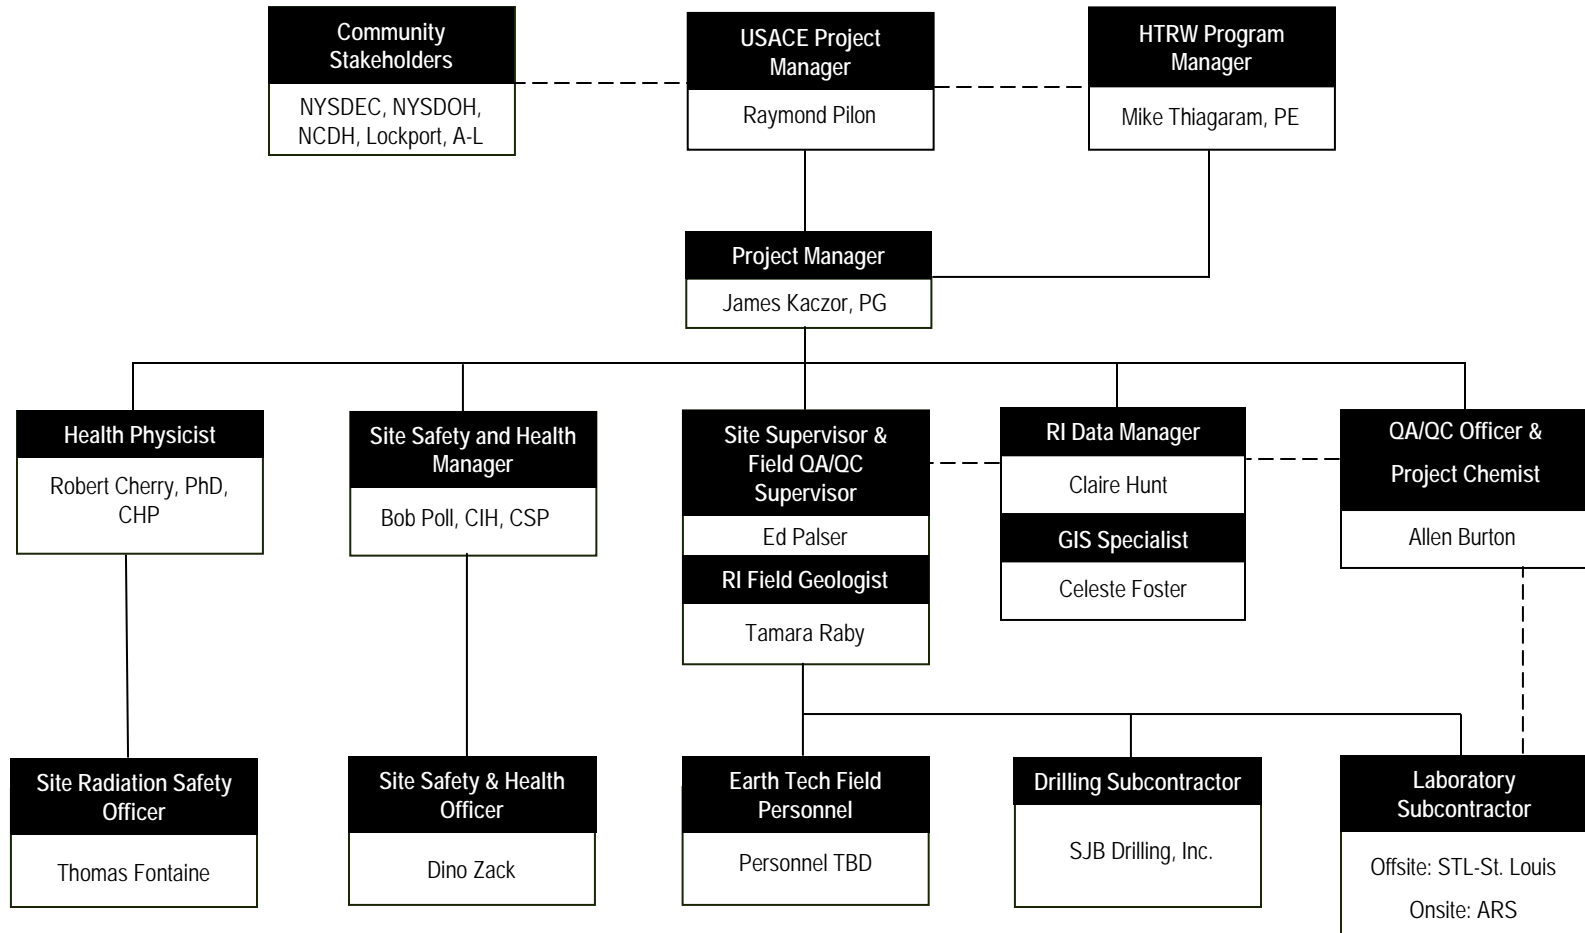 Community
Stakeholders
NYSDEC, NYSDOH,
NCDH, Lockport, A-L
USACE Project
Manager
Raymond Pilon
HTRW Program
Manager
Mike Thiagaram, PE
Project Manager
James Kaczor, PG
Health Physicist
Robert Cherry, PhD,
CHP
Site Safety and Health
Manager
Bob Poll, CIH, CSP
Site Supervisor &
Field QA/QC
Supervisor
Ed Palser
RI Field Geologist
Tamara Raby
RI Data Manager
Claire Hunt
GIS Specialist
Celeste Foster
QA/QC Officer &
Project Chemist
Allen Burton
Site Radiation Safety
Officer
Thomas Fontaine
Site Safety & Health
Officer
Dino Zack
Earth Tech Field
Personnel
Personnel TBD
Drilling Subcontractor
SJB Drilling, Inc.
Laboratory
Subcontractor
Offsite: STL-St. Louis
Onsite: ARS